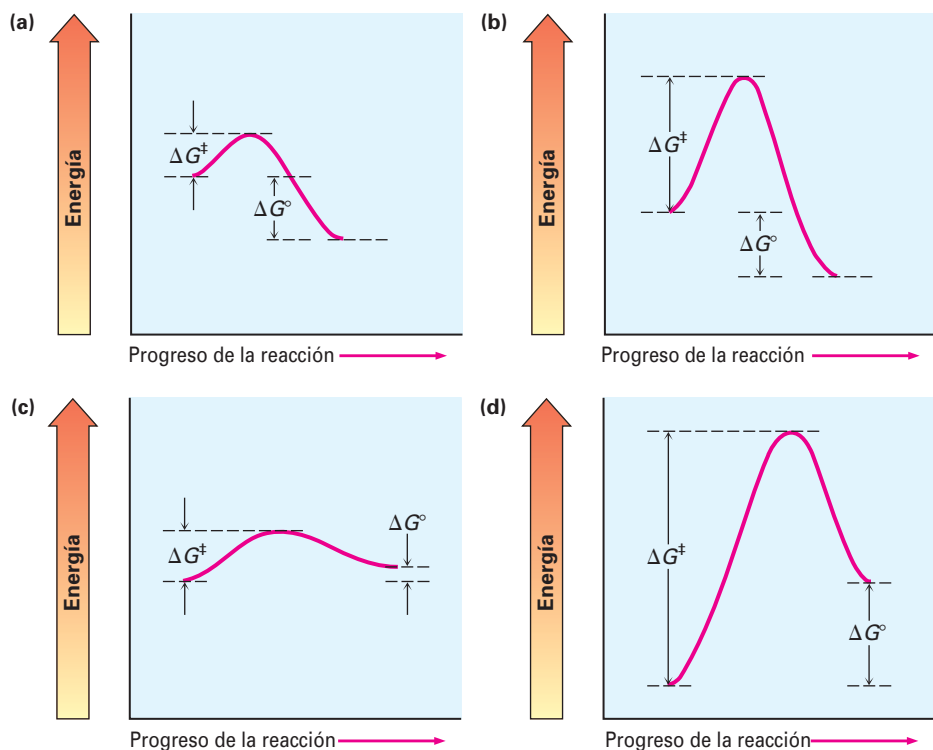 (a)
Energía
ΔG‡
ΔG°
Progreso de la reacción
(b)
Energía
ΔG‡
ΔG°
Progreso de la reacción
(c)
Energía
ΔG‡
ΔG°
Progreso de la reacción
(d)
Energía
ΔG‡
ΔG°
Progreso de la reacción